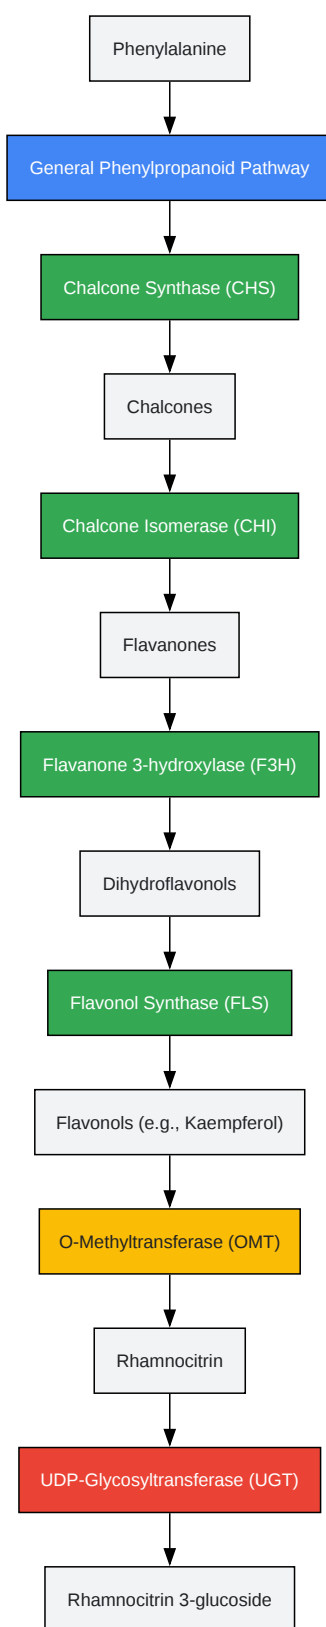 Phenylalanine
General Phenylpropanoid Pathway
Chalcone Synthase (CHS)
Chalcones
Chalcone Isomerase (CHI)
Flavanones
Flavanone 3-hydroxylase (F3H)
Dihydroflavonols
Flavonol Synthase (FLS)
Flavonols (e.g., Kaempferol)
O-Methyltransferase (OMT)
Rhamnocitrin
UDP-Glycosyltransferase (UGT)
Rhamnocitrin 3-glucoside